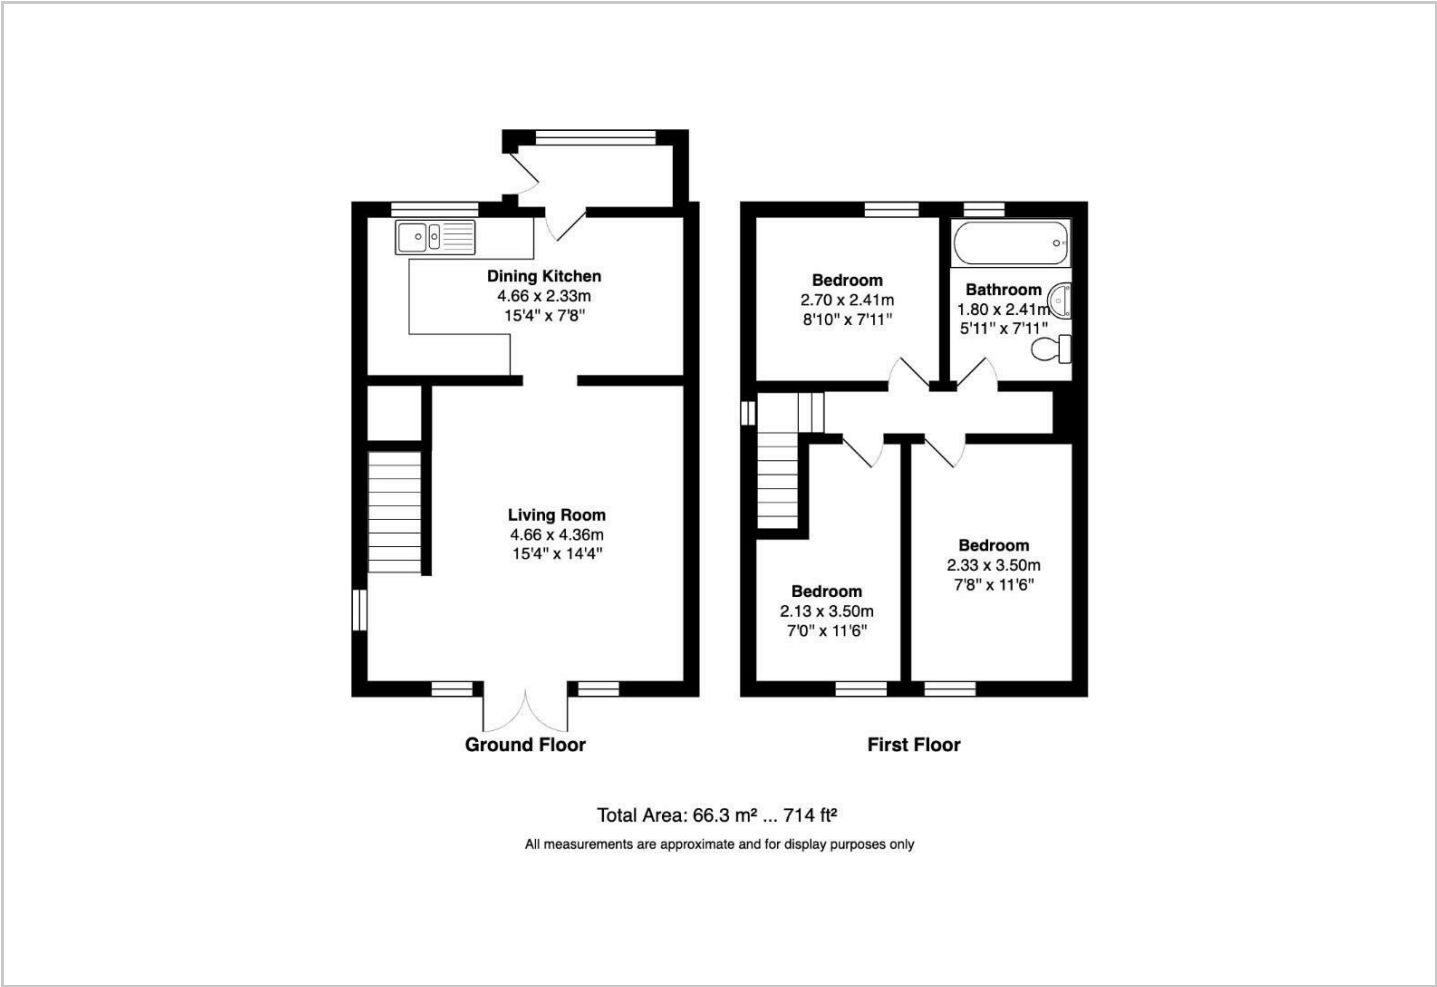 Dining Kitchen
4.66 x 2.33m
15'4" x 7'8"
Living Room
4.66 x 4.36m
15'4" x 14'4"
Ground Floor
Bedroom
2.70 x 2.41m
8'10" x 7'11"
Bathroom
1.80 x 2.41m
5'11" x 7'11"
Bedroom
2.13 x 3.50m
7'0" x 11'6"
Bedroom
2.33 x 3.50m
7'8" x 11'6"
First Floor
Total Area: 66.3 m² ... 714 ft²
All measurements are approximate and for display purposes only